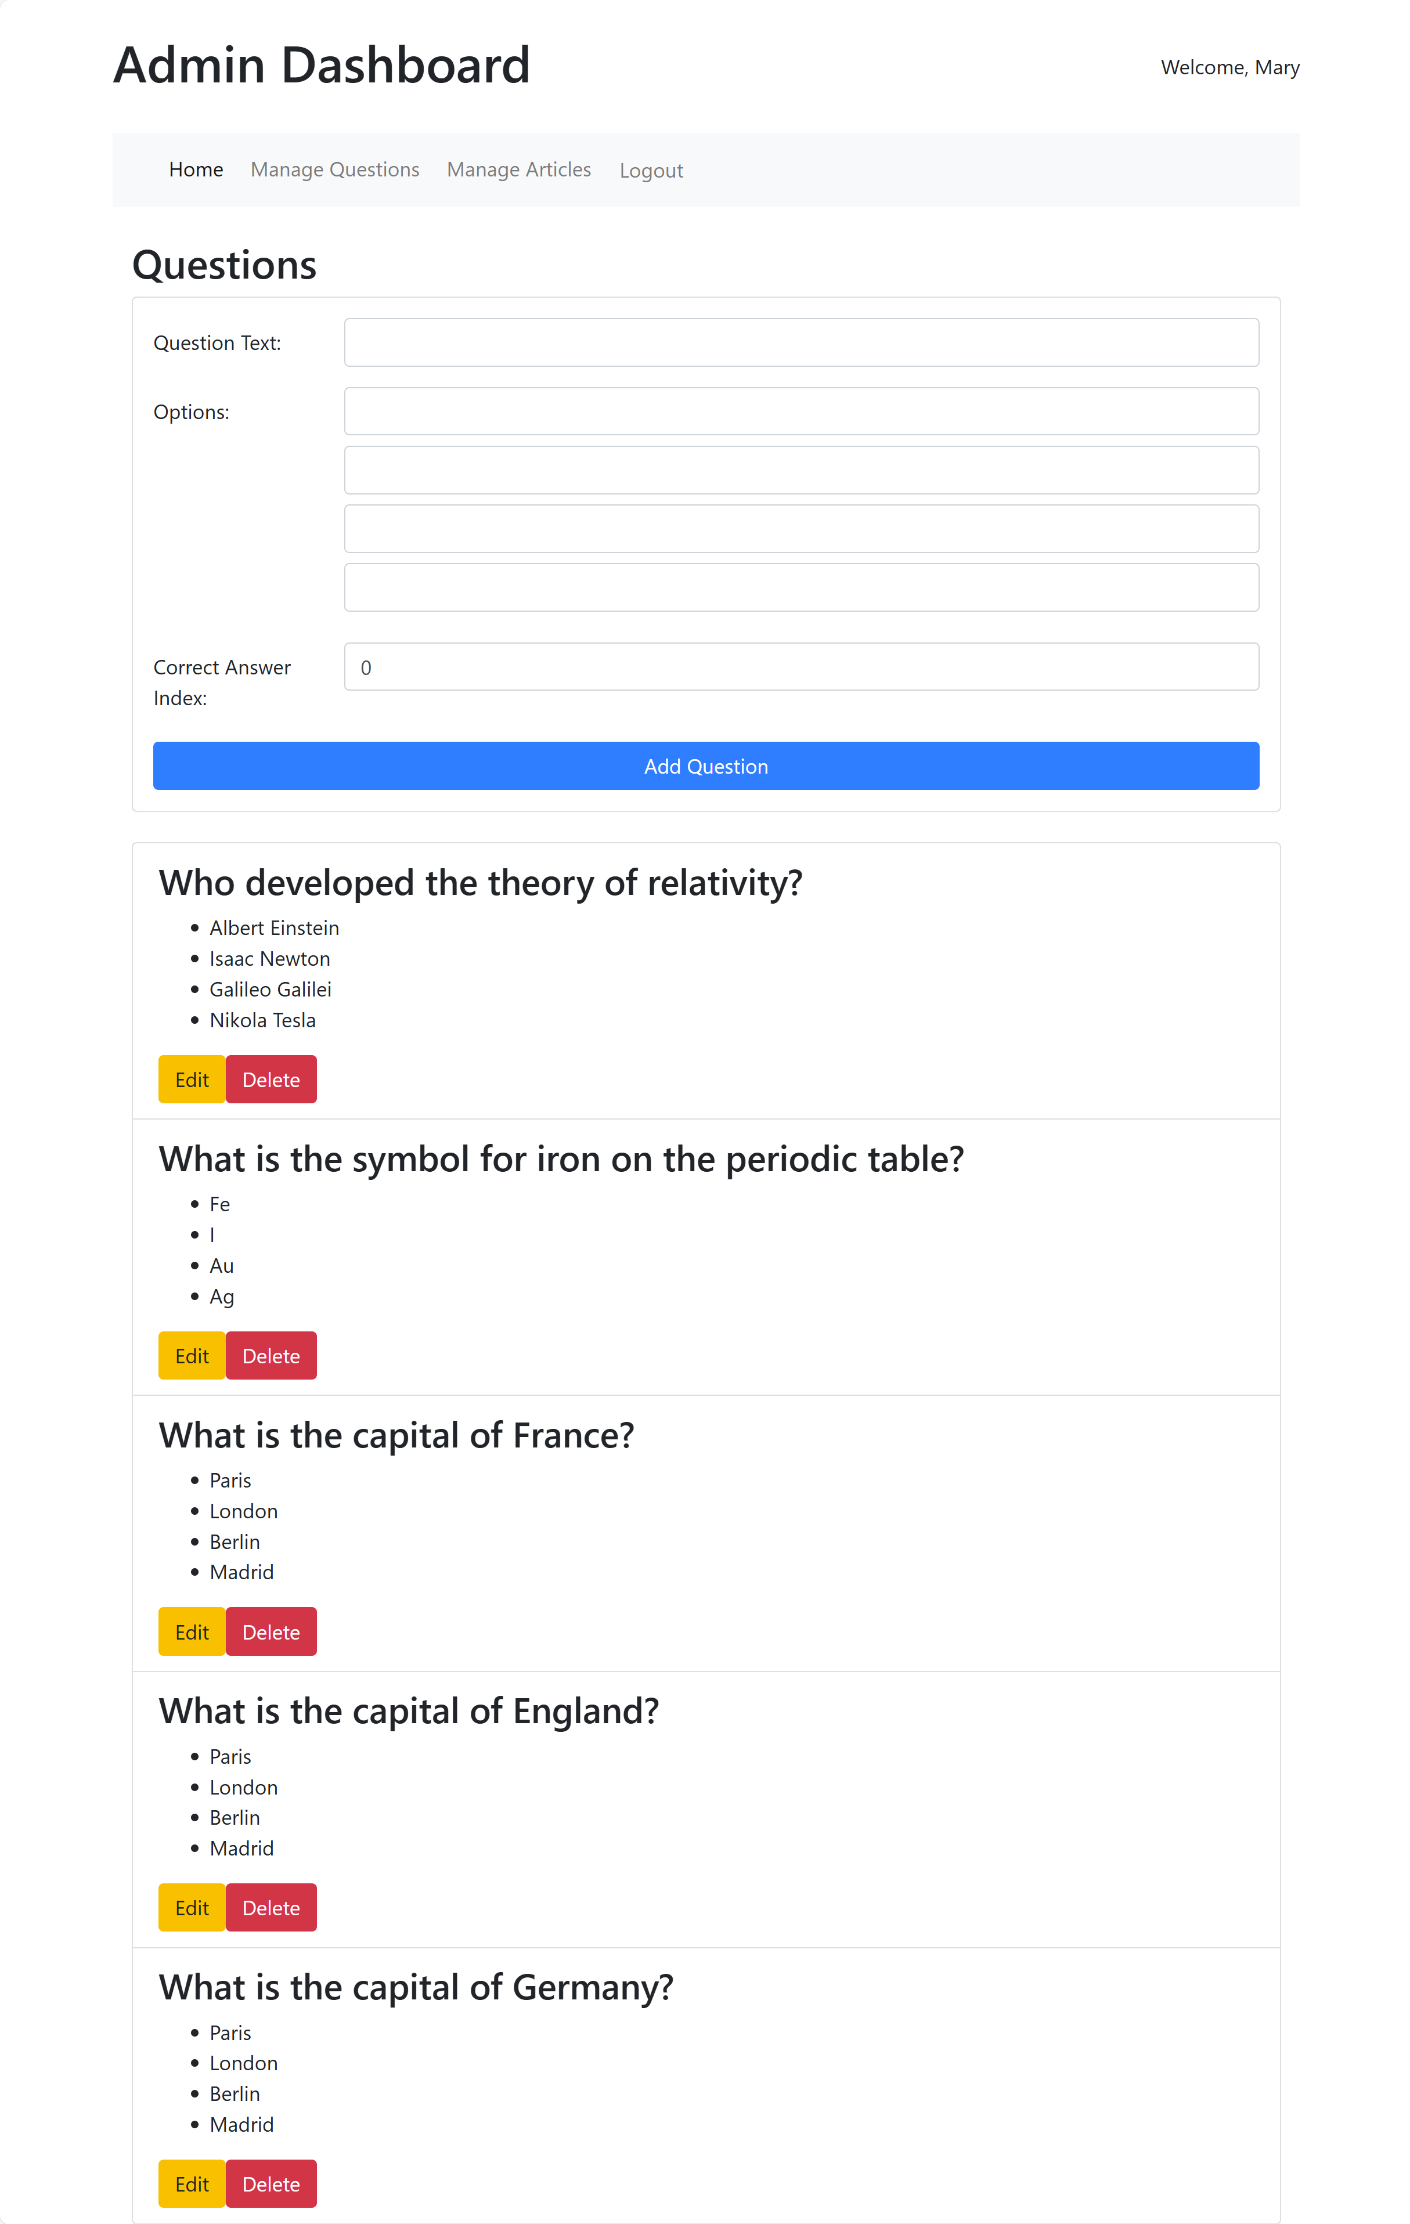 Admin Dashboard
Welcome, Mary
Home Manage Questions Manage Articles Logout
Questions
Question Text:
Options:
Correct Answer
Index:
0
Add Question
Who developed the theory of relativity?
Albert Einstein
Isaac Newton
Galileo Galilei
Nikola Tesla
Edit Delete
What is the symbol for iron on the periodic table?
Fe
I
Au
Ag
Edit Delete
What is the capital of France?
Paris
London
Berlin
Madrid
Edit Delete
What is the capital of England?
Paris
London
Berlin
Madrid
Edit Delete
What is the capital of Germany?
Paris
London
Berlin
Madrid
Edit Delete